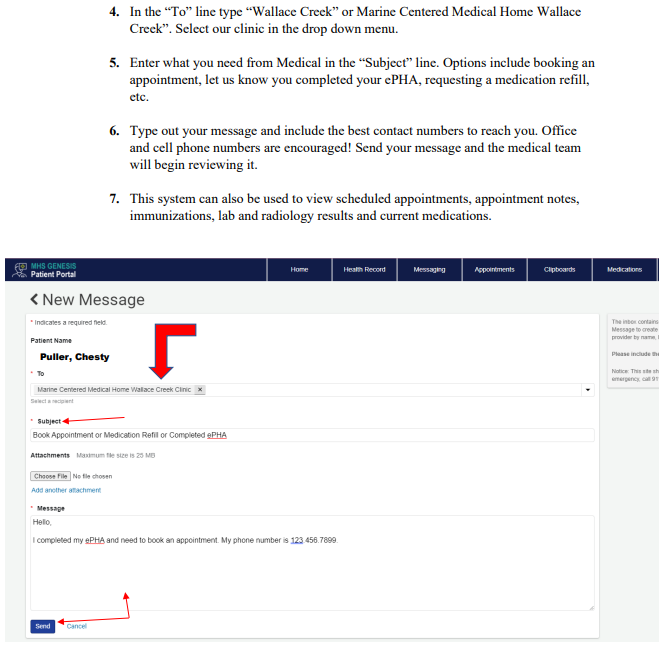 4. In the “To” line type “Wallace Creek” or Marine Centered Medical Home Wallace
Creek”. Select our clinic in the drop down menu.
5. Enter what you need from Medical in the “Subject” line. Options include booking an
appointment, let us know you completed your ePHA, requesting a medication refill,
etc.
6. Type out your message and include the best contact numbers to reach you. Office
and cell phone numbers are encouraged! Send your message and the medical team
will begin reviewing it.
7. This system can also be used to view scheduled appointments, appointment notes,
immunizations, lab and radiology results and current medications.
MHS GENESIS
Patient Portal
Home Health Record Messaging Appointments Clipboards Medications
New Message
* Indicates a required field.
Patient Name
Puller, Chesty
* To
Marine Centered Medical Home Wallace Creek Clinic x
Select a recipient
* Subject
Book Appointment or Medication Refill or Completed ePHA
Attachments Maximum file size is 25 MB
Choose File No file chosen
Add another attachment
* Message
Hello,
I completed my ePHA and need to book an appointment. My phone number is 123.456.7899.
Send Cancel
The inbox contains
Message to create
provider by name,
Please include the
Notice: This site sh
emergency, call 91